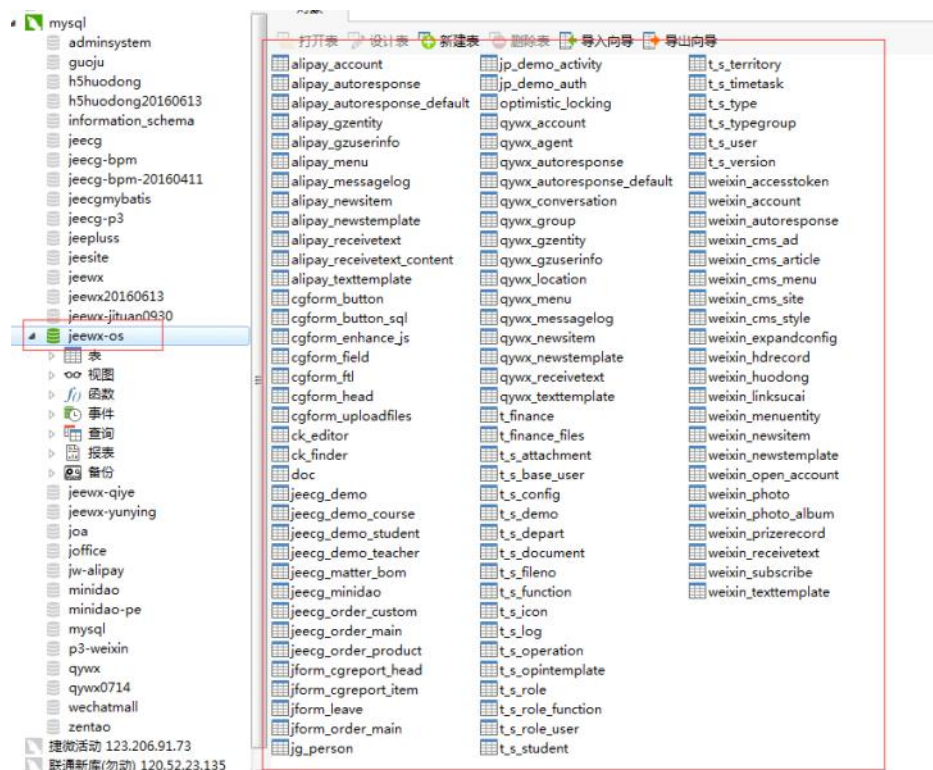 mysql
adminsystem
guoju
h5huodong
h5huodong20160613
information_schema
jeecg
jeecg-bpm
jeecg-bpm-20160411
jeecgmybatis
jeecg-p3
jeepluss
jeesite
jeewx
jeewx20160613
jeewx-jituan0930
jeewx-os
表
视图
函数
事件
查询
报表
备份
jeewx-qiye
jeewx-yunying
joa
joffice
jw-alipay
minidao
minidao-pe
mysql
p3-weixin
qywx
qywx0714
wechatmall
zentao
捷微活动 123.206.91.73
联通新库(勿动) 120.52.23.135
打开表 设计表 新建表 删除表 导入向导 导出向导
alipay_account
alipay_autoresponse
alipay_autoresponse_default
alipay_gzentity
alipay_gzuserinfo
alipay_menu
alipay_messagelog
alipay_newsitem
alipay_newstemplate
alipay_receivetext
alipay_receivetext_content
alipay_texttemplate
cgform_button
cgform_button_sql
cgform_enhance_js
cgform_field
cgform_ftl
cgform_head
cgform_uploadfiles
ck_editor
ck_finder
doc
jeecg_demo
jeecg_demo_course
jeecg_demo_student
jeecg_demo_teacher
jeecg_matter_bom
jeecg_minidao
jeecg_order_custom
jeecg_order_main
jeecg_order_product
jform_cgreport_head
jform_cgreport_item
jform_leave
jform_order_main
jg_person
jp_demo_activity
jp_demo_auth
optimistic_locking
qywx_account
qywx_agent
qywx_autoresponse
qywx_autoresponse_default
qywx_conversation
qywx_group
qywx_gzentity
qywx_gzuserinfo
qywx_location
qywx_menu
qywx_messagelog
qywx_newsitem
qywx_newstemplate
qywx_receivetext
qywx_texttemplate
t_finance
t_finance_files
t_s_attachment
t_s_base_user
t_s_config
t_s_demo
t_s_depart
t_s_document
t_s_fileno
t_s_function
t_s_icon
t_s_log
t_s_operation
t_s_opintemplate
t_s_role
t_s_role_function
t_s_role_user
t_s_student
t_s_territory
t_s_timetask
t_s_type
t_s_typegroup
t_s_user
t_s_version
weixin_accesstoken
weixin_account
weixin_autoresponse
weixin_cms_ad
weixin_cms_article
weixin_cms_menu
weixin_cms_site
weixin_cms_style
weixin_expandconfig
weixin_hdrecord
weixin_huodong
weixin_linksucai
weixin_menuentity
weixin_newsitem
weixin_newstemplate
weixin_open_account
weixin_photo
weixin_photo_album
weixin_prizerecord
weixin_receivetext
weixin_subscribe
weixin_texttemplate